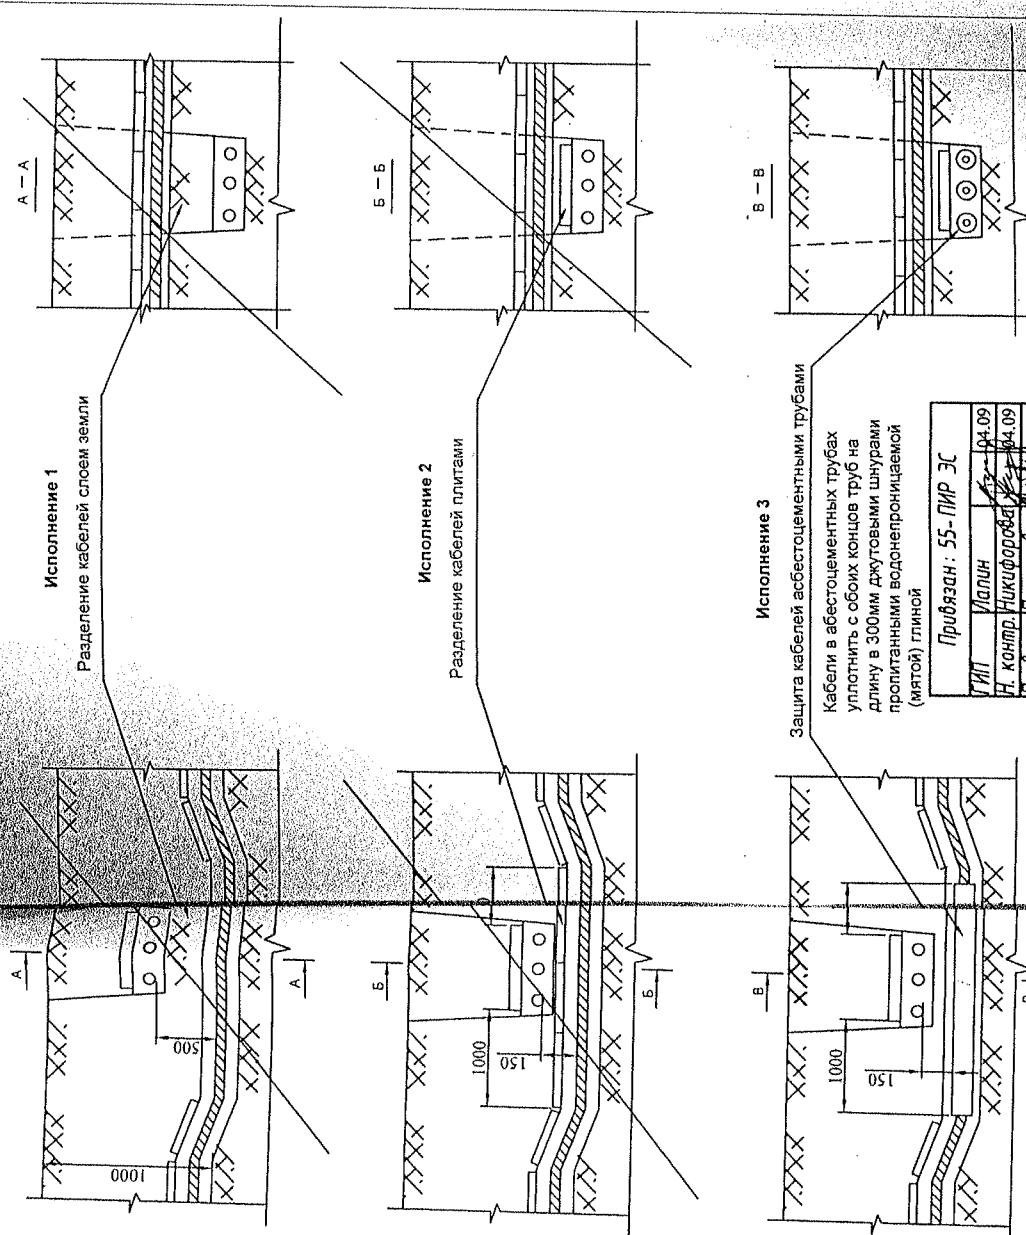 Исполнение 1
Разделение кабелей слоем земли
А
А
500
1000
А – А
Исполнение 2
Разделение кабелей плитами
Б
Б
1000
150
Б – Б
Исполнение 3
Защита кабелей асбестоцементными трубами
Кабели в абестоцементных трубах
уплотнить с обоих концов труб на
длину в 300мм джутовыми шнурами
пропитанными водонепроницаемой
(мятой) глиной
В
1000
150
В – В
Привязан: 55-ПИР ЭС
ГИП Лапин 04.09
Н. контр. Никифорова 04.09